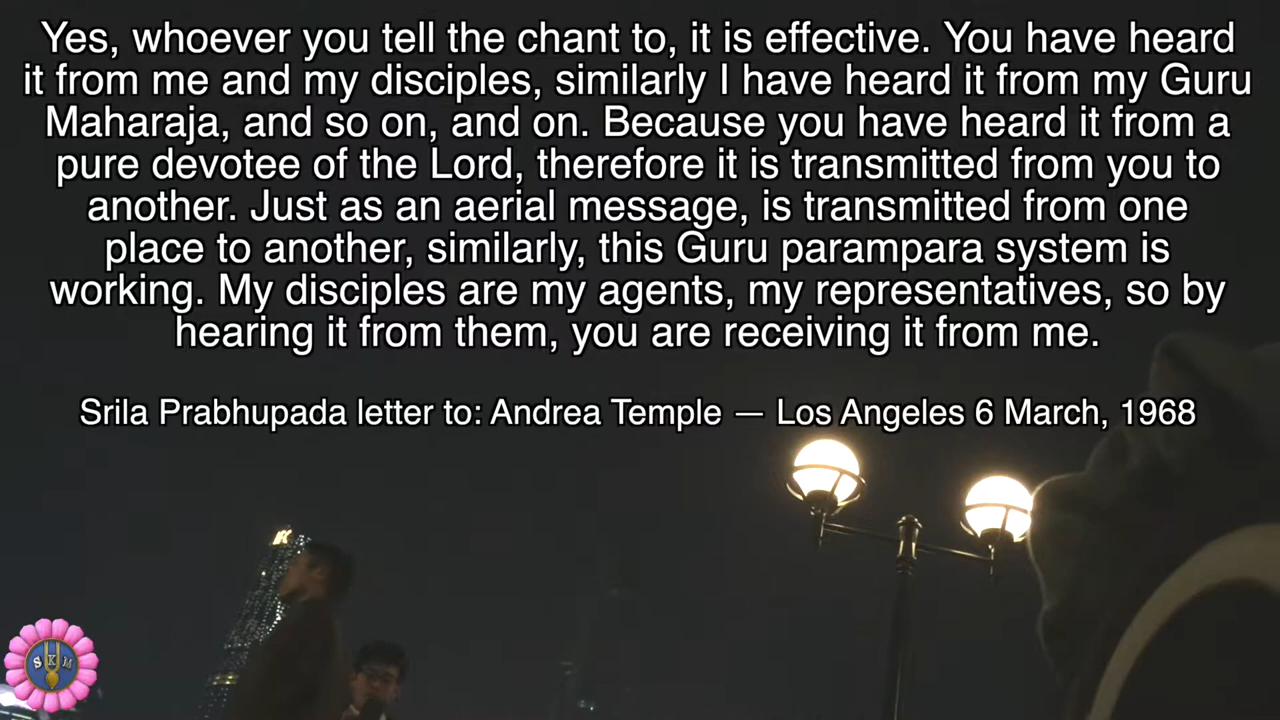 Yes, whoever you tell the chant to, it is effective. You have heard
it from me and my disciples, similarly I have heard it from my Guru
Maharaja, and so on, and on. Because you have heard it from a
pure devotee of the Lord, therefore it is transmitted from you to
another. Just as an aerial message, is transmitted from one
place to another, similarly, this Guru parampara system is
working. My disciples are my agents, my representatives, so by
hearing it from them, you are receiving it from me.
Srila Prabhupada letter to: Andrea Temple — Los Angeles 6 March, 1968
K
SKM